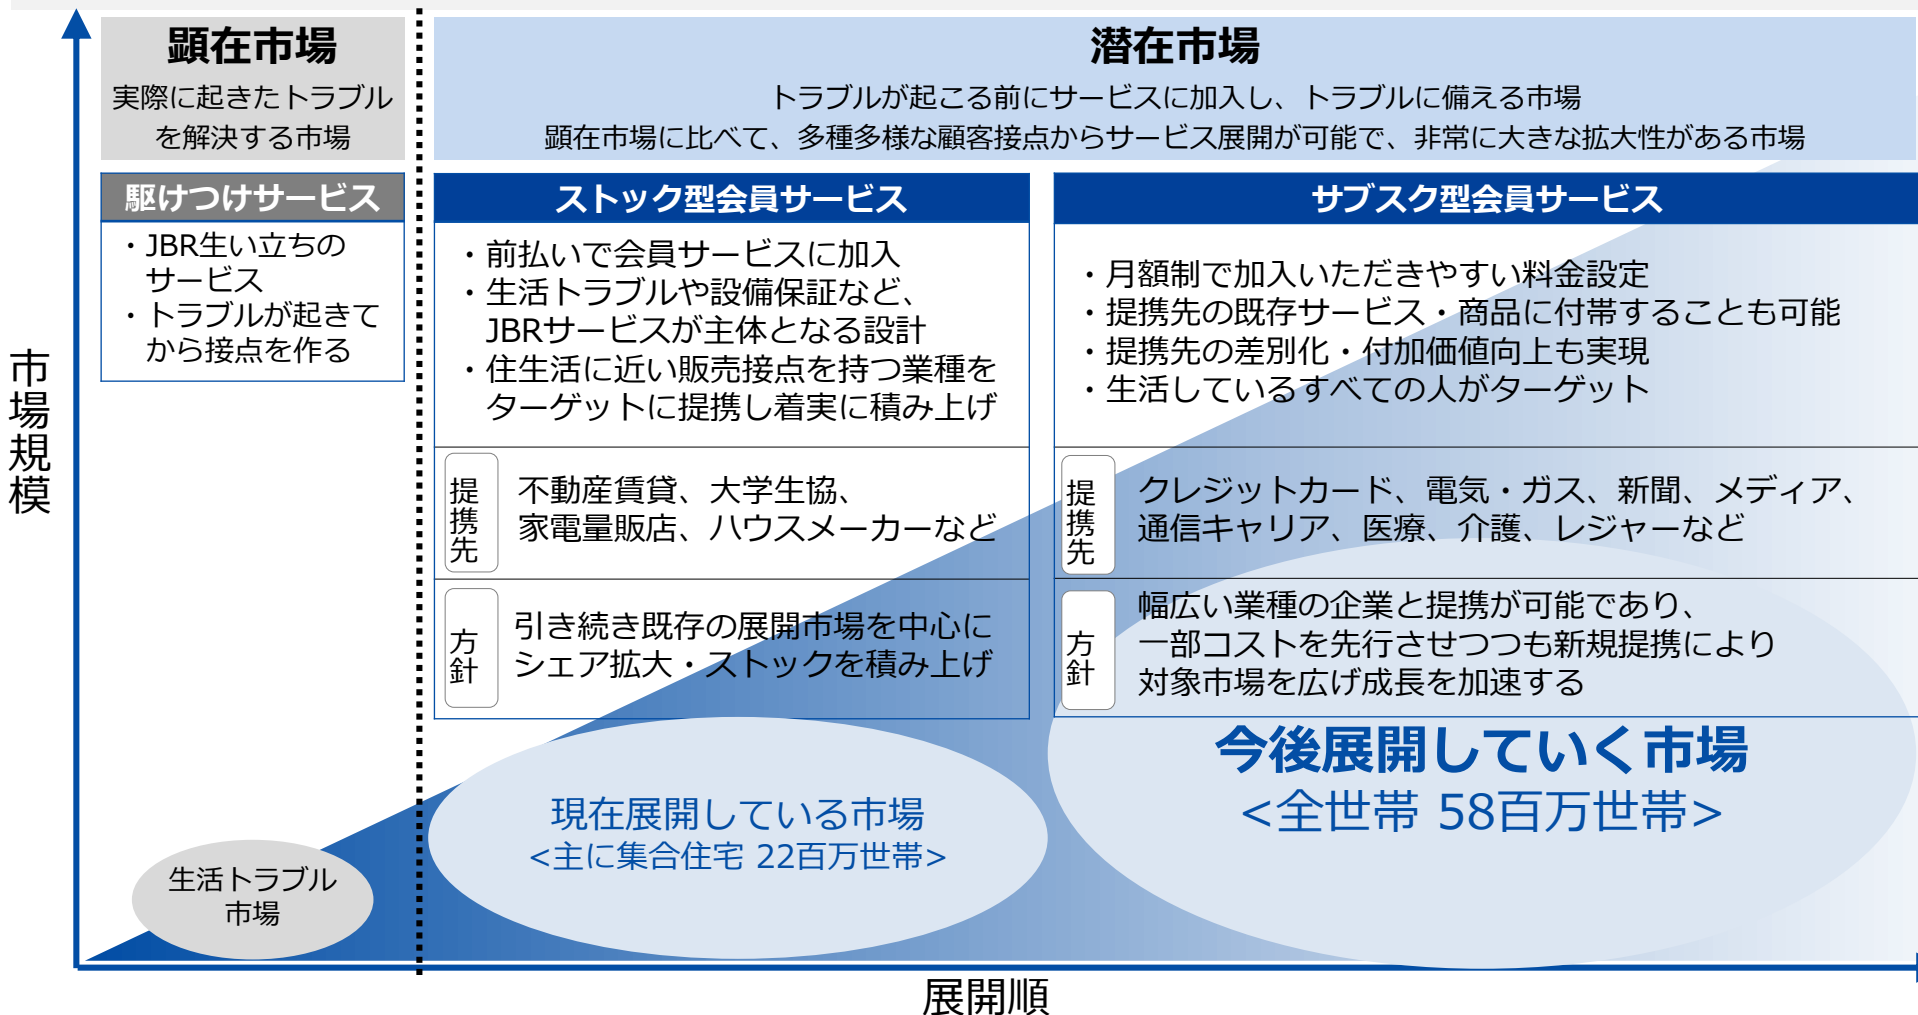 顕在市場
実際に起きたトラブル
を解決する市場
潜在市場
トラブルが起こる前にサービスに加入し、トラブルに備える市場
顕在市場に比べて、多種多様な顧客接点からサービス展開が可能で、非常に大きな拡大性がある市場
駆けつけサービス
・JBR生い立ちの
サービス
・トラブルが起きて
から接点を作る
ストック型会員サービス
・前払いで会員サービスに加入
・生活トラブルや設備保証など、
JBRサービスが主体となる設計
・住生活に近い販売接点を持つ業種を
ターゲットに提携し着実に積み上げ
提携先
不動産賃貸、大学生協、
家電量販店、ハウスメーカーなど
方針
引き続き既存の展開市場を中心に
シェア拡大・ストックを積み上げ
サブスク型会員サービス
・月額制で加入いただきやすい料金設定
・提携先の既存サービス・商品に付帯することも可能
・提携先の差別化・付加価値向上も実現
・生活しているすべての人がターゲット
提携先
クレジットカード、電気・ガス、新聞、メディア、
通信キャリア、医療、介護、レジャーなど
方針
幅広い業種の企業と提携が可能であり、
一部コストを先行させつつも新規提携により
対象市場を広げ成長を加速する
市場規模
生活トラブル
市場
現在展開している市場
<主に集合住宅 22百万世帯>
今後展開していく市場
<全世帯 58百万世帯>
展開順